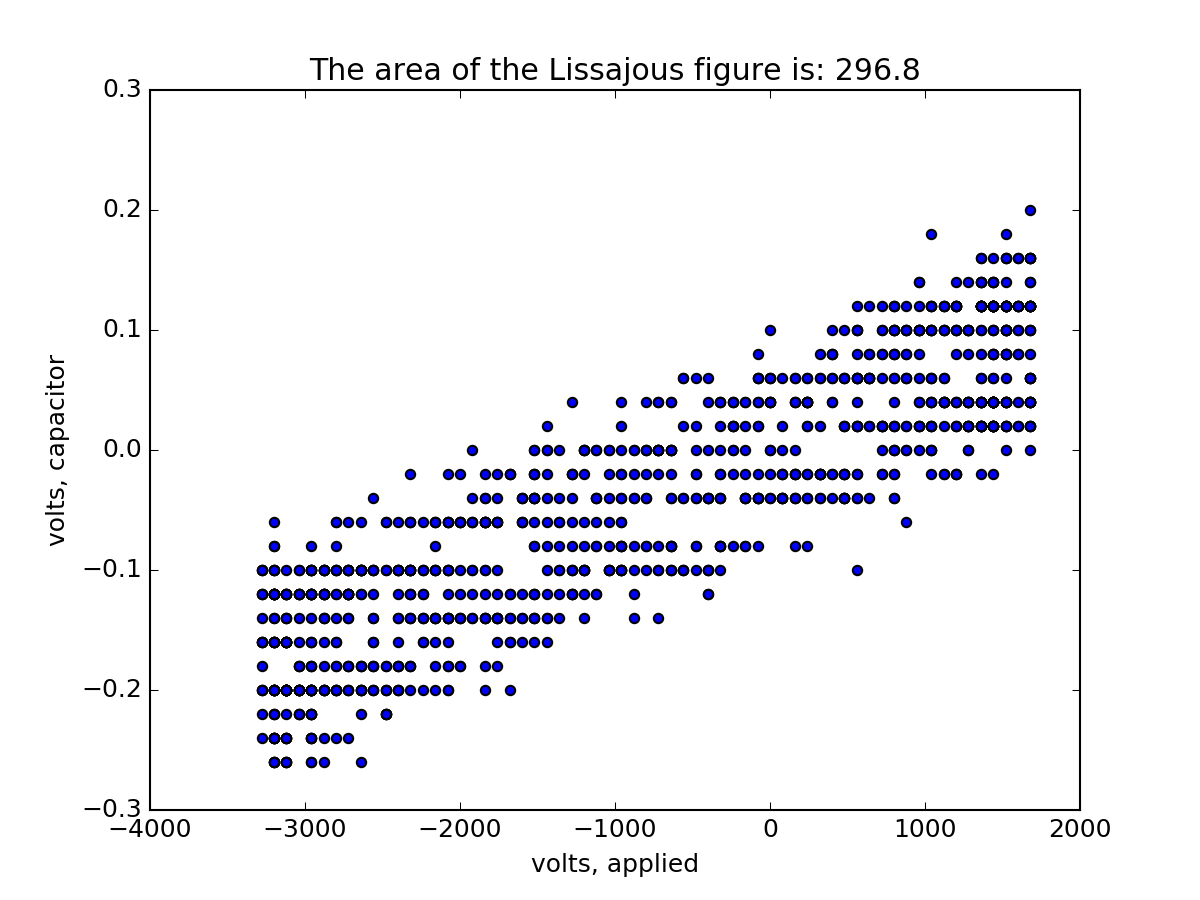 The area of the Lissajous figure is: 296.8
0.3
0.2
0.1
0.0
−0.1
−0.2
−0.3
volts, capacitor
−4000 −3000 −2000 −1000 0 1000 2000
volts, applied